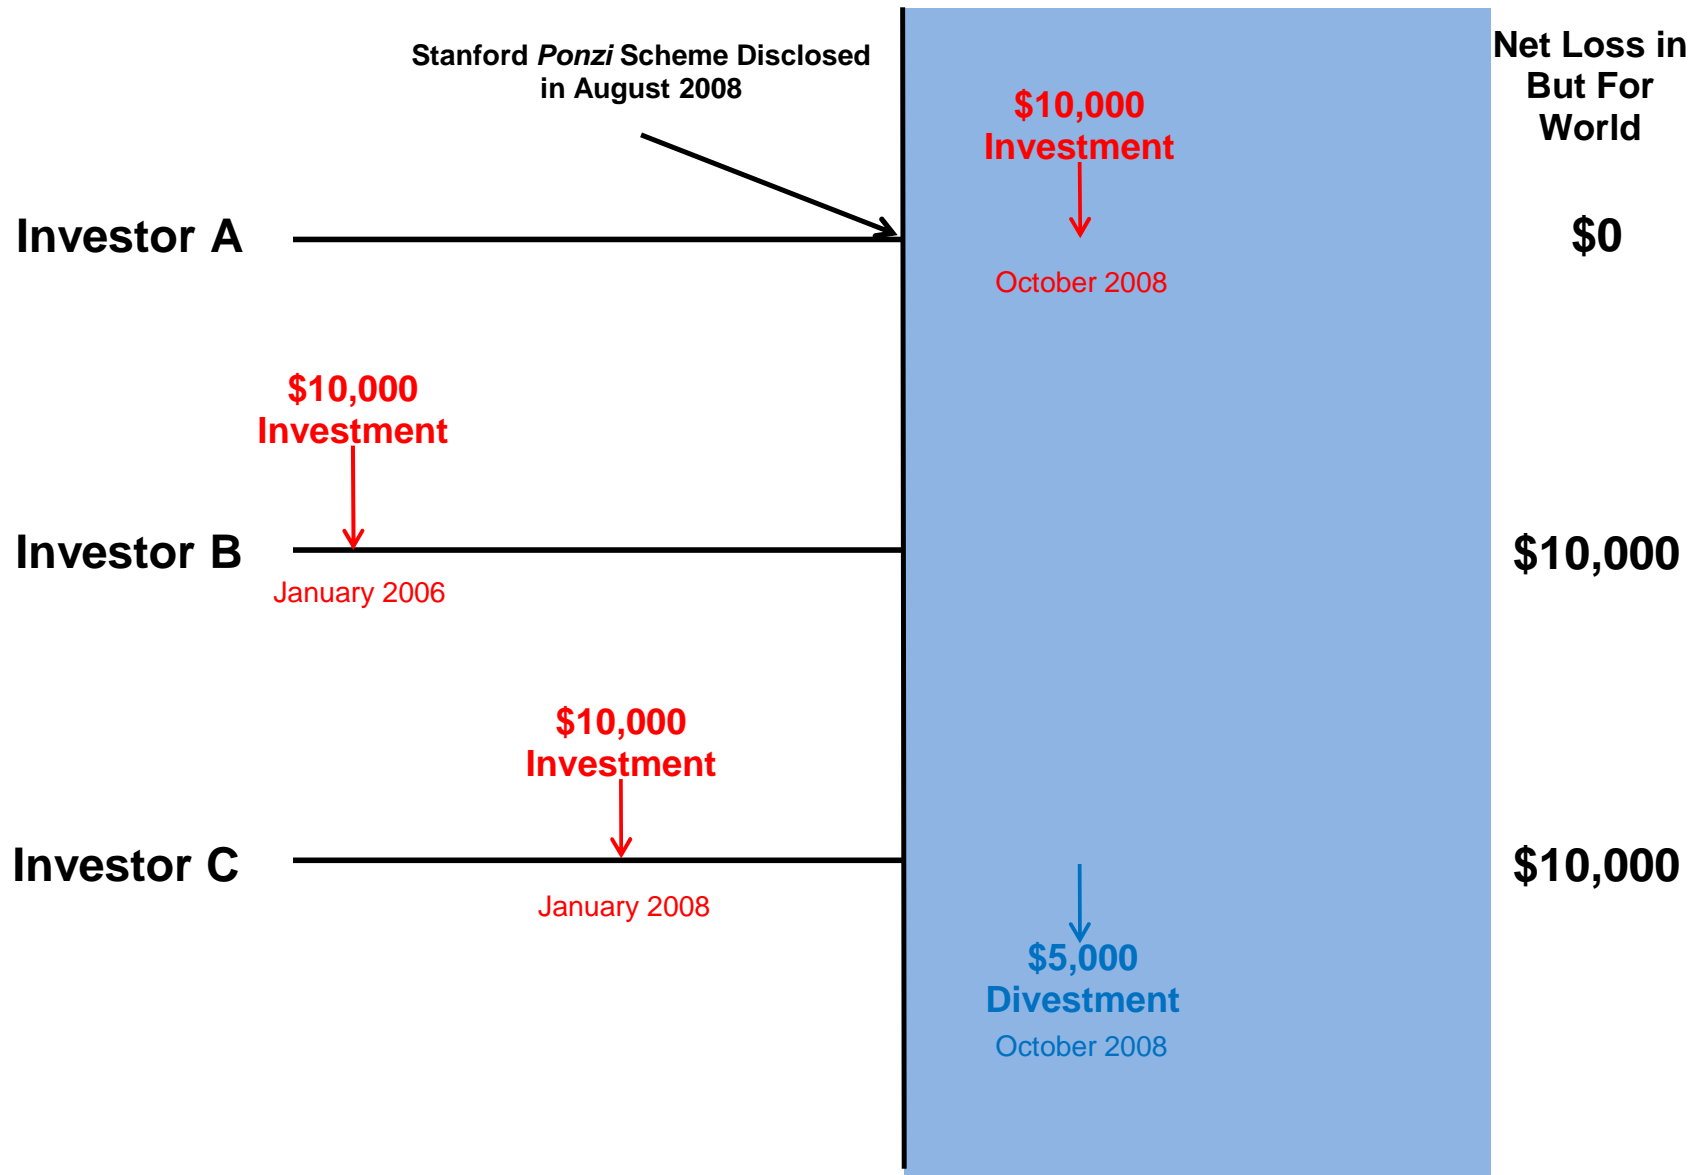 Stanford Ponzi Scheme Disclosed
in August 2008
Net Loss in
But For
World
$10,000
Investment
Investor A
$0
October 2008
$10,000
Investment
Investor B
$10,000
January 2006
$10,000
Investment
Investor C
$10,000
January 2008
$5,000
Divestment
October 2008